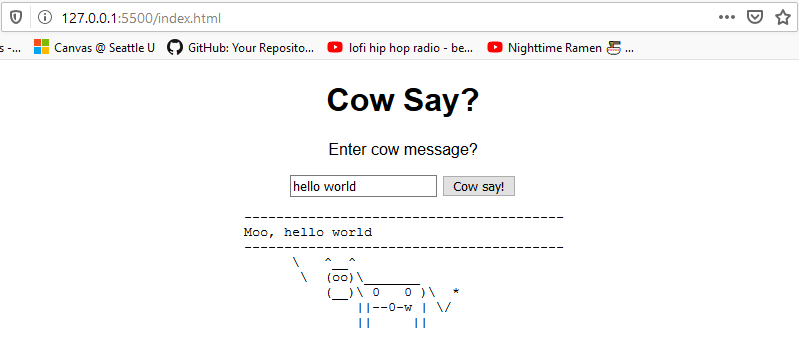 127.0.0.1:5500/index.html
s -... Canvas @ Seattle U GitHub: Your Reposito... lofi hip hop radio - be... Nighttime Ramen 🍜 ...
Cow Say?
Enter cow message?
hello world Cow say!
----------------------------------------
Moo, hello world
----------------------------------------
      \   ^__^
       \  (oo)\_______
          (__)\ 0   0 )\  *
              ||--0-w | \/
              ||     ||